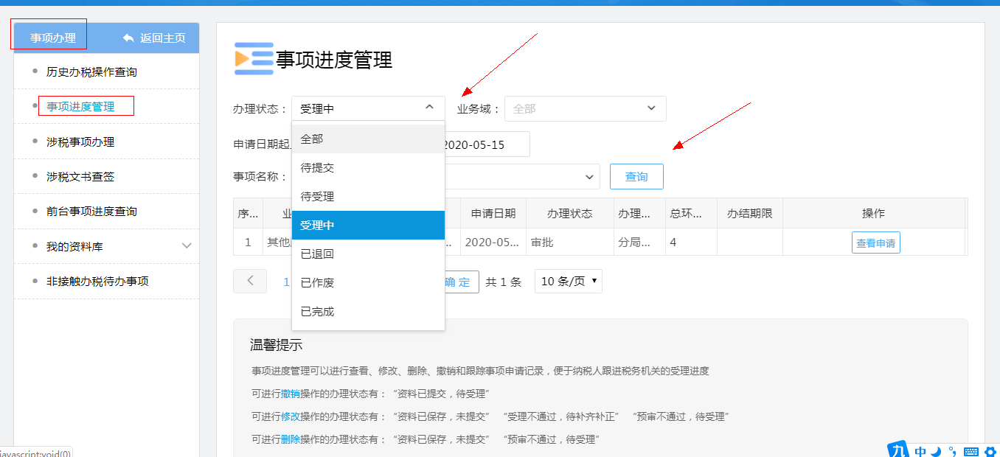 事项办理 返回主页
历史办税操作查询
事项进度管理
涉税事项办理
涉税文书查签
前台事项进度查询
我的资料库
非接触办税待办事项
事项进度管理
办理状态： 受理中 业务域： 全部
全部
待提交
待受理
受理中
已退回
已作废
已完成
申请日期起 2020-05-15
事项名称： 查询
序... 业 申请日期 办理状态 办理... 总环... 办结期限 操作
1 其他 .. 2020-05... 审批 分局... 4 查看申请
1 确 定 共 1 条 10 条/页
温馨提示
事项进度管理可以进行查看、修改、删除、撤销和跟踪事项申请记录，便于纳税人跟进税务机关的受理进度
可进行撤销操作的办理状态有：“资料已提交，待受理”
可进行修改操作的办理状态有：“资料已保存，未提交” “受理不通过，待补齐补正” “预审不通过，待受理”
可进行删除操作的办理状态有：“资料已保存，未提交” “预审不通过，待受理”
javascript:void(0)
九 中